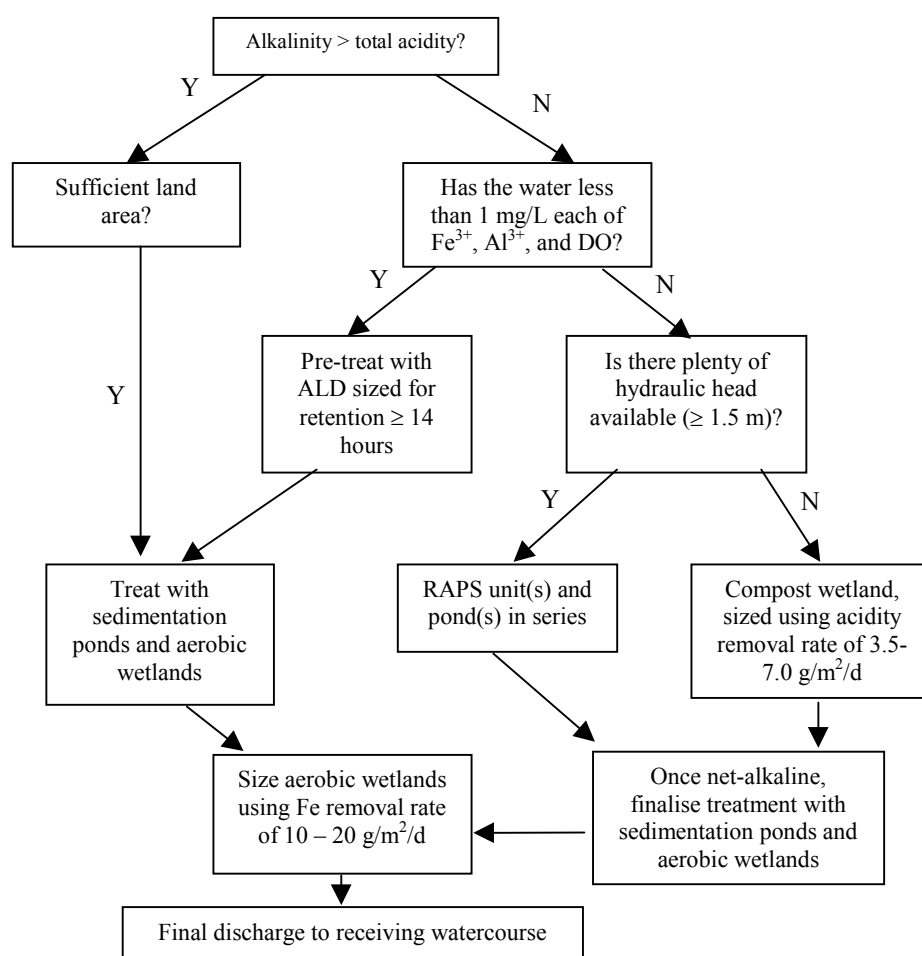 Alkalinity > total acidity?
Y
N
Sufficient land
area?
Has the water less
than 1 mg/L each of
Fe³⁺, Al³⁺, and DO?
Y
N
Y
Pre-treat with
ALD sized for
retention ≥ 14
hours
Is there plenty of
hydraulic head
available (≥ 1.5 m)?
Y
N
Treat with
sedimentation
ponds and aerobic
wetlands
RAPS unit(s) and
pond(s) in series
Compost wetland,
sized using acidity
removal rate of 3.5-
7.0 g/m²/d
Size aerobic wetlands
using Fe removal rate
of 10 – 20 g/m²/d
Once net-alkaline,
finalise treatment with
sedimentation ponds and
aerobic wetlands
Final discharge to receiving watercourse